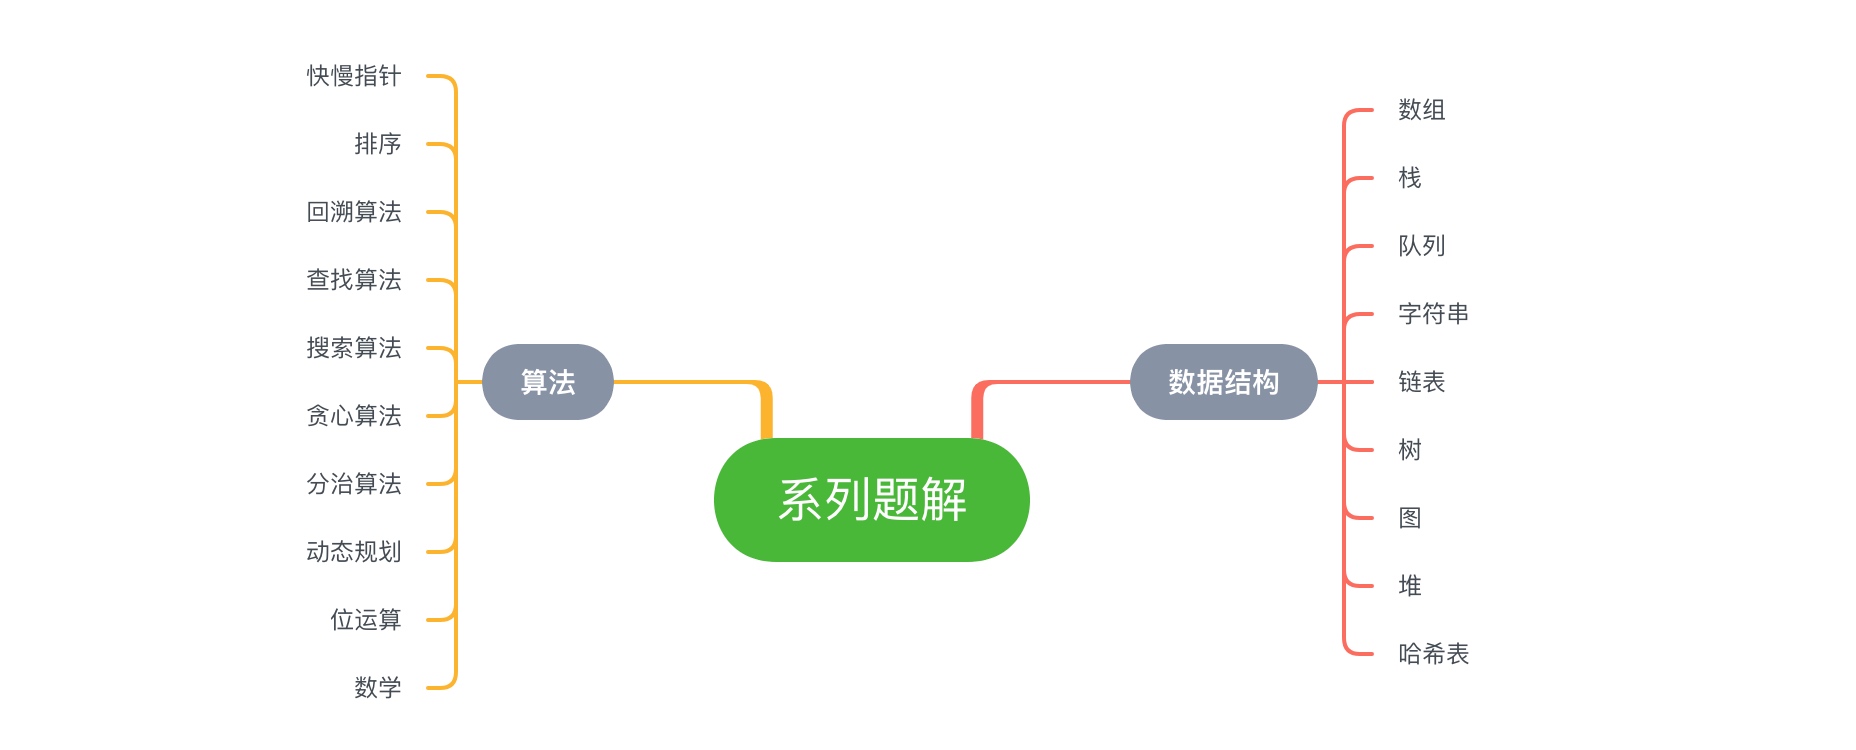 快慢指针
排序
回溯算法
查找算法
搜索算法
贪心算法
分治算法
动态规划
位运算
数学
算法
系列题解
数据结构
数组
栈
队列
字符串
链表
树
图
堆
哈希表